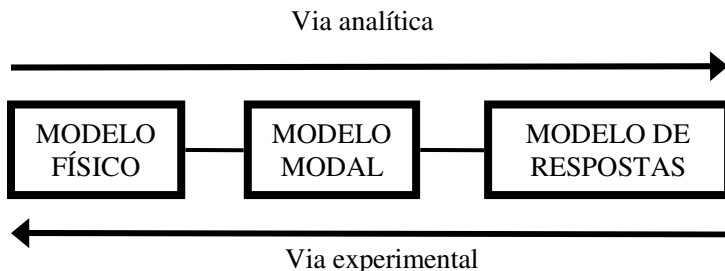 Via analítica
MODELO
FÍSICO
MODELO
MODAL
MODELO DE
RESPOSTAS
Via experimental